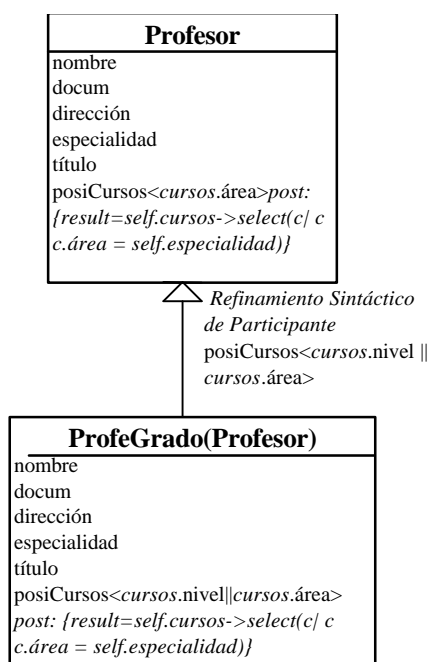 Profesor
nombre
docum
dirección
especialidad
título
posiCursos<cursos.área>post:
{result=self.cursos->select(c| c
c.área = self.especialidad)}
Refinamiento Sintáctico
de Participante
posiCursos<cursos.nivel ||
cursos.área>
ProfeGrado(Profesor)
nombre
docum
dirección
especialidad
título
posiCursos<cursos.nivel||cursos.área>
post: {result=self.cursos->select(c| c
c.área = self.especialidad)}